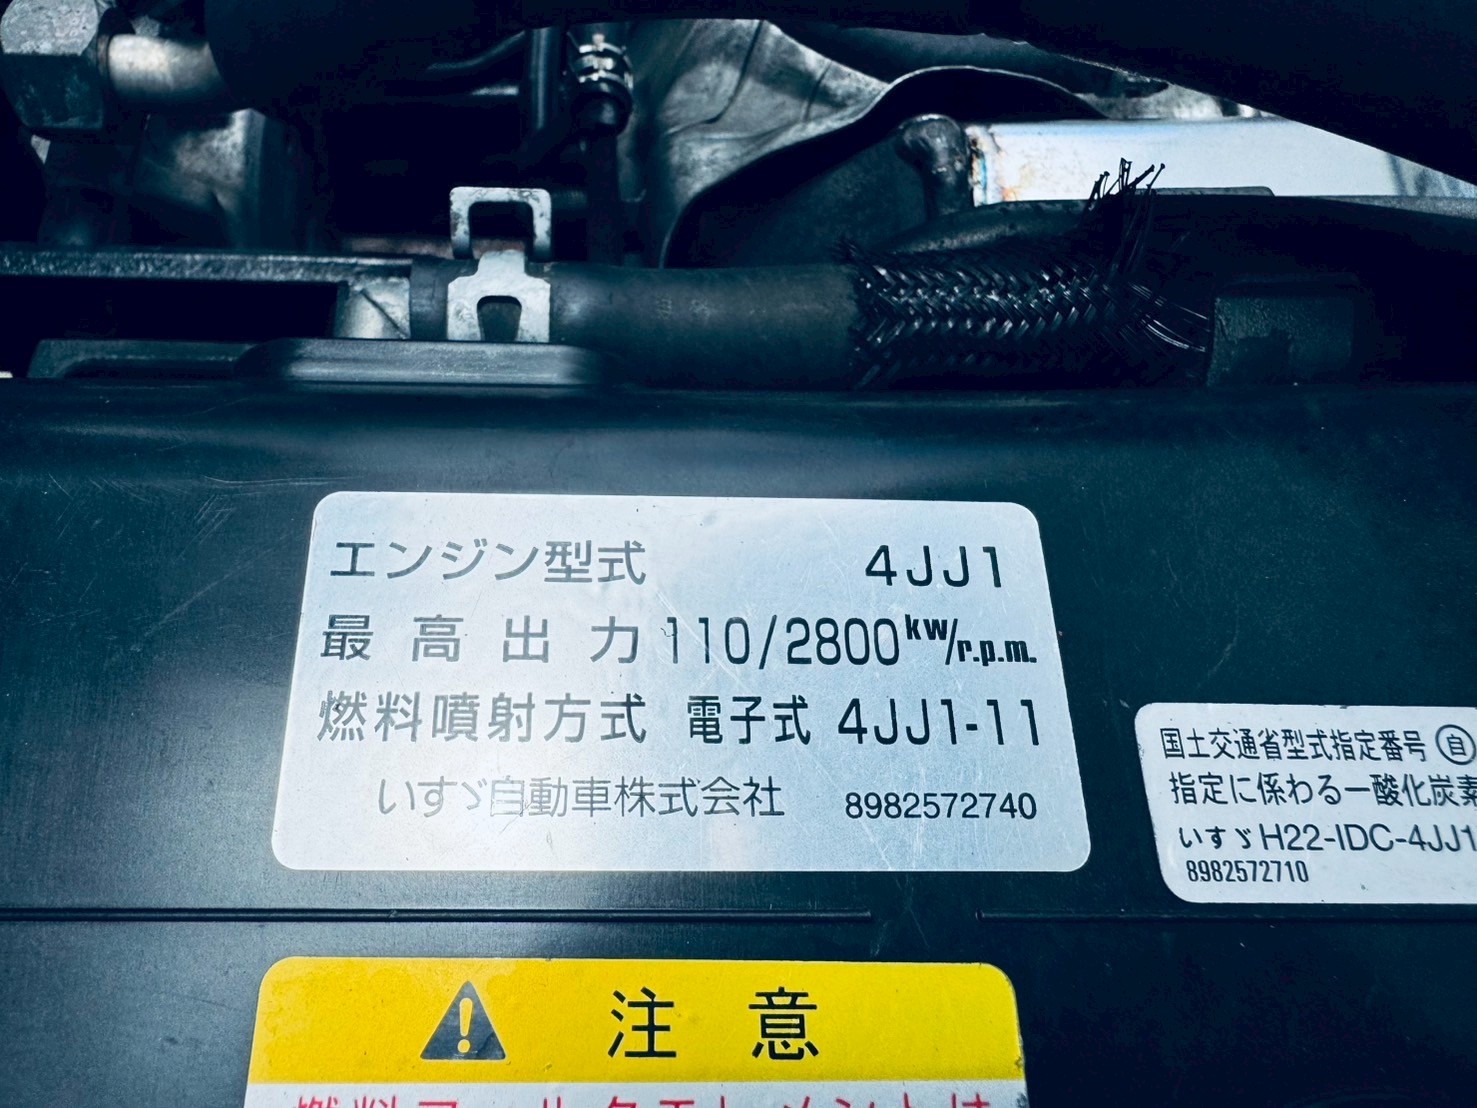 エンジン型式 4JJ1
最高出力 110/2800kw/r.p.m.
燃料噴射方式 電子式 4JJ1-11
いすゞ自動車株式会社 8982572740
国土交通省型式指定番号 自
指定に係わる一酸化炭素
いすゞH22-IDC-4JJ1
8982572710
注意